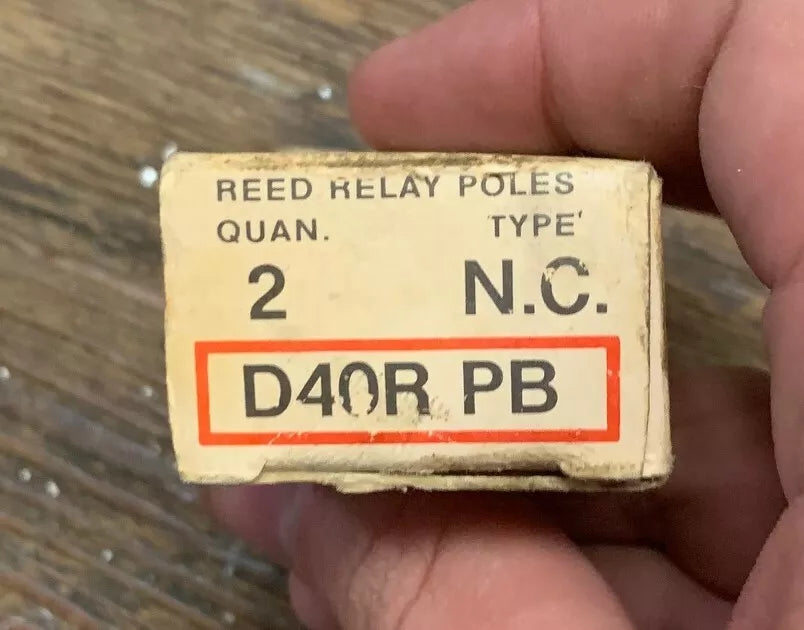 REED RELAY POLES
QUAN. TYPE
2 N.C.
D40R PB